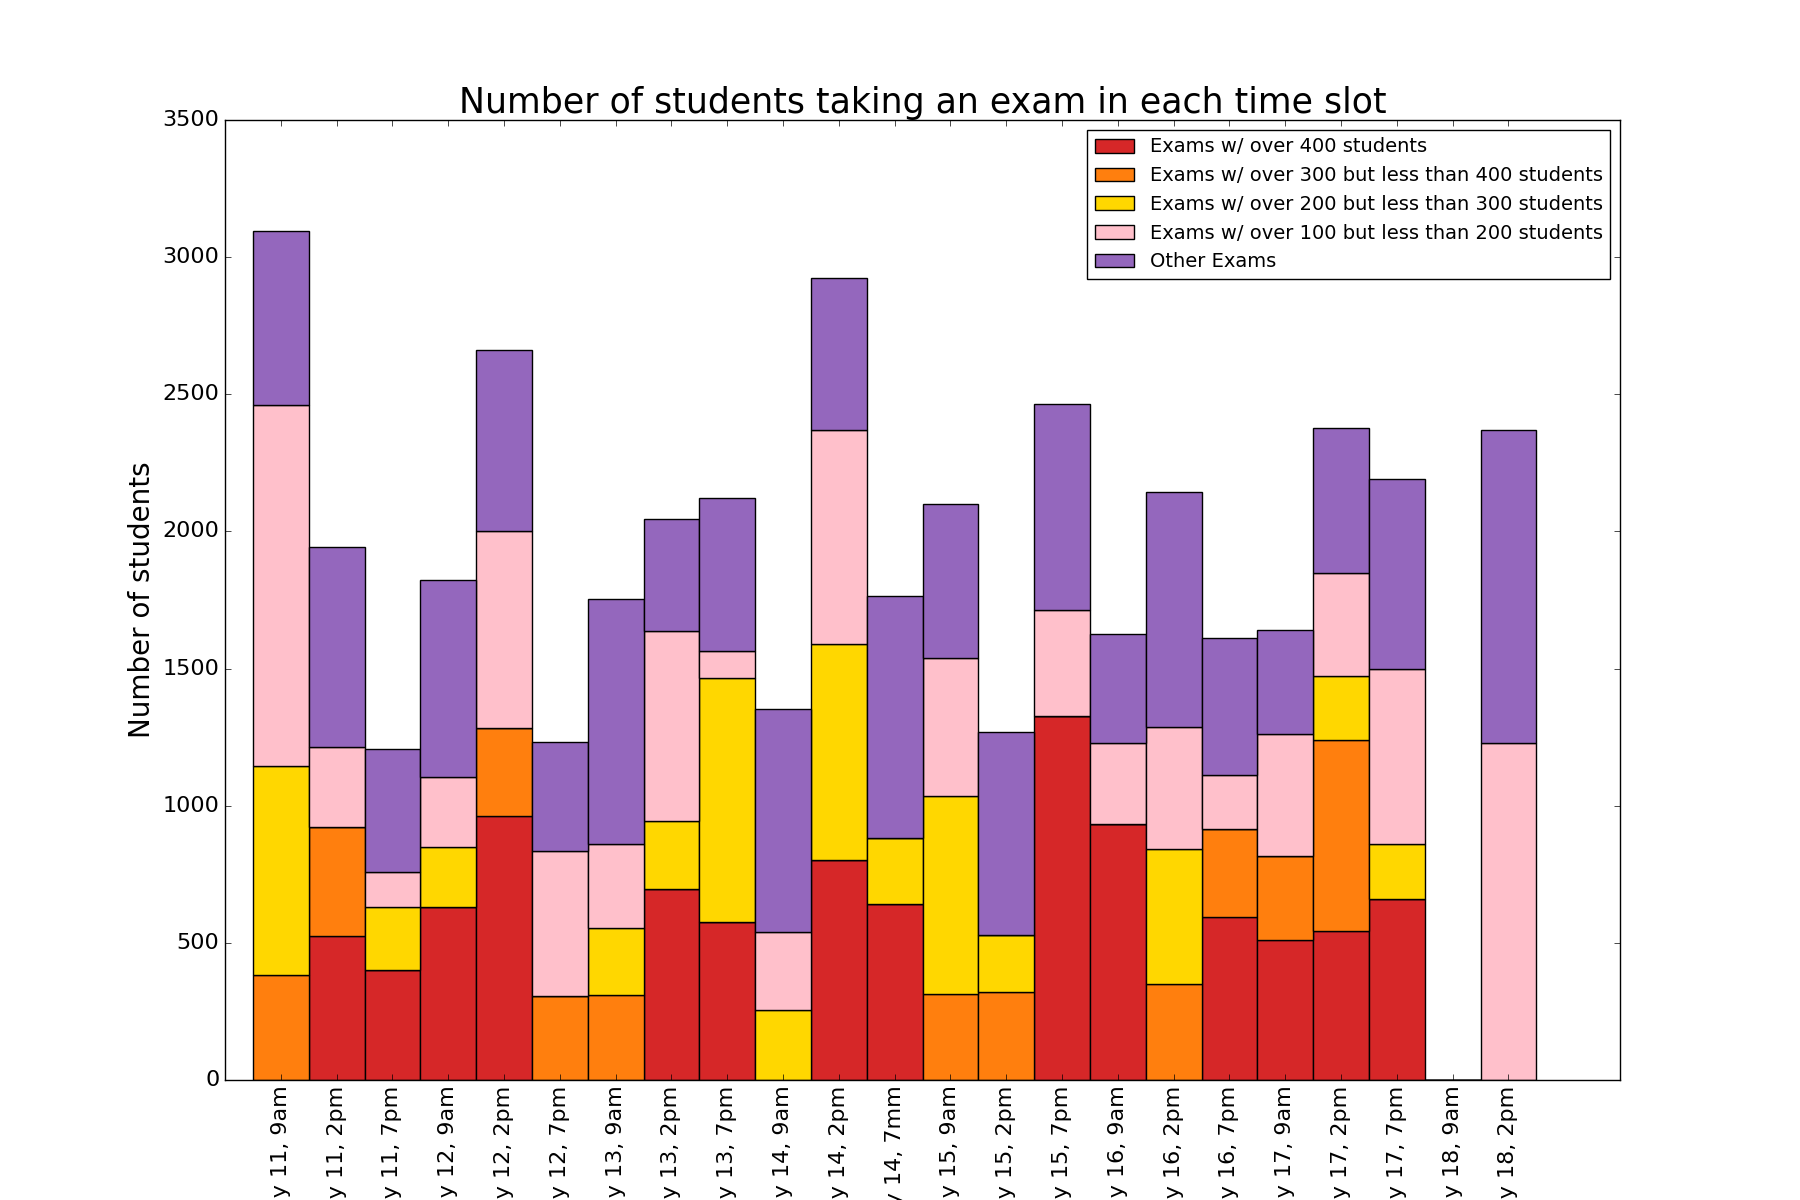 Number of students taking an exam in each time slot
Number of students
3500
3000
2500
2000
1500
1000
500
0
Exams w/ over 400 students
Exams w/ over 300 but less than 400 students
Exams w/ over 200 but less than 300 students
Exams w/ over 100 but less than 200 students
Other Exams
y 11, 9am
y 11, 2pm
y 11, 7pm
y 12, 9am
y 12, 2pm
y 12, 7pm
y 13, 9am
y 13, 2pm
y 13, 7pm
y 14, 9am
y 14, 2pm
y 14, 7mm
y 15, 9am
y 15, 2pm
y 15, 7pm
y 16, 9am
y 16, 2pm
y 16, 7pm
y 17, 9am
y 17, 2pm
y 17, 7pm
y 18, 9am
y 18, 2pm